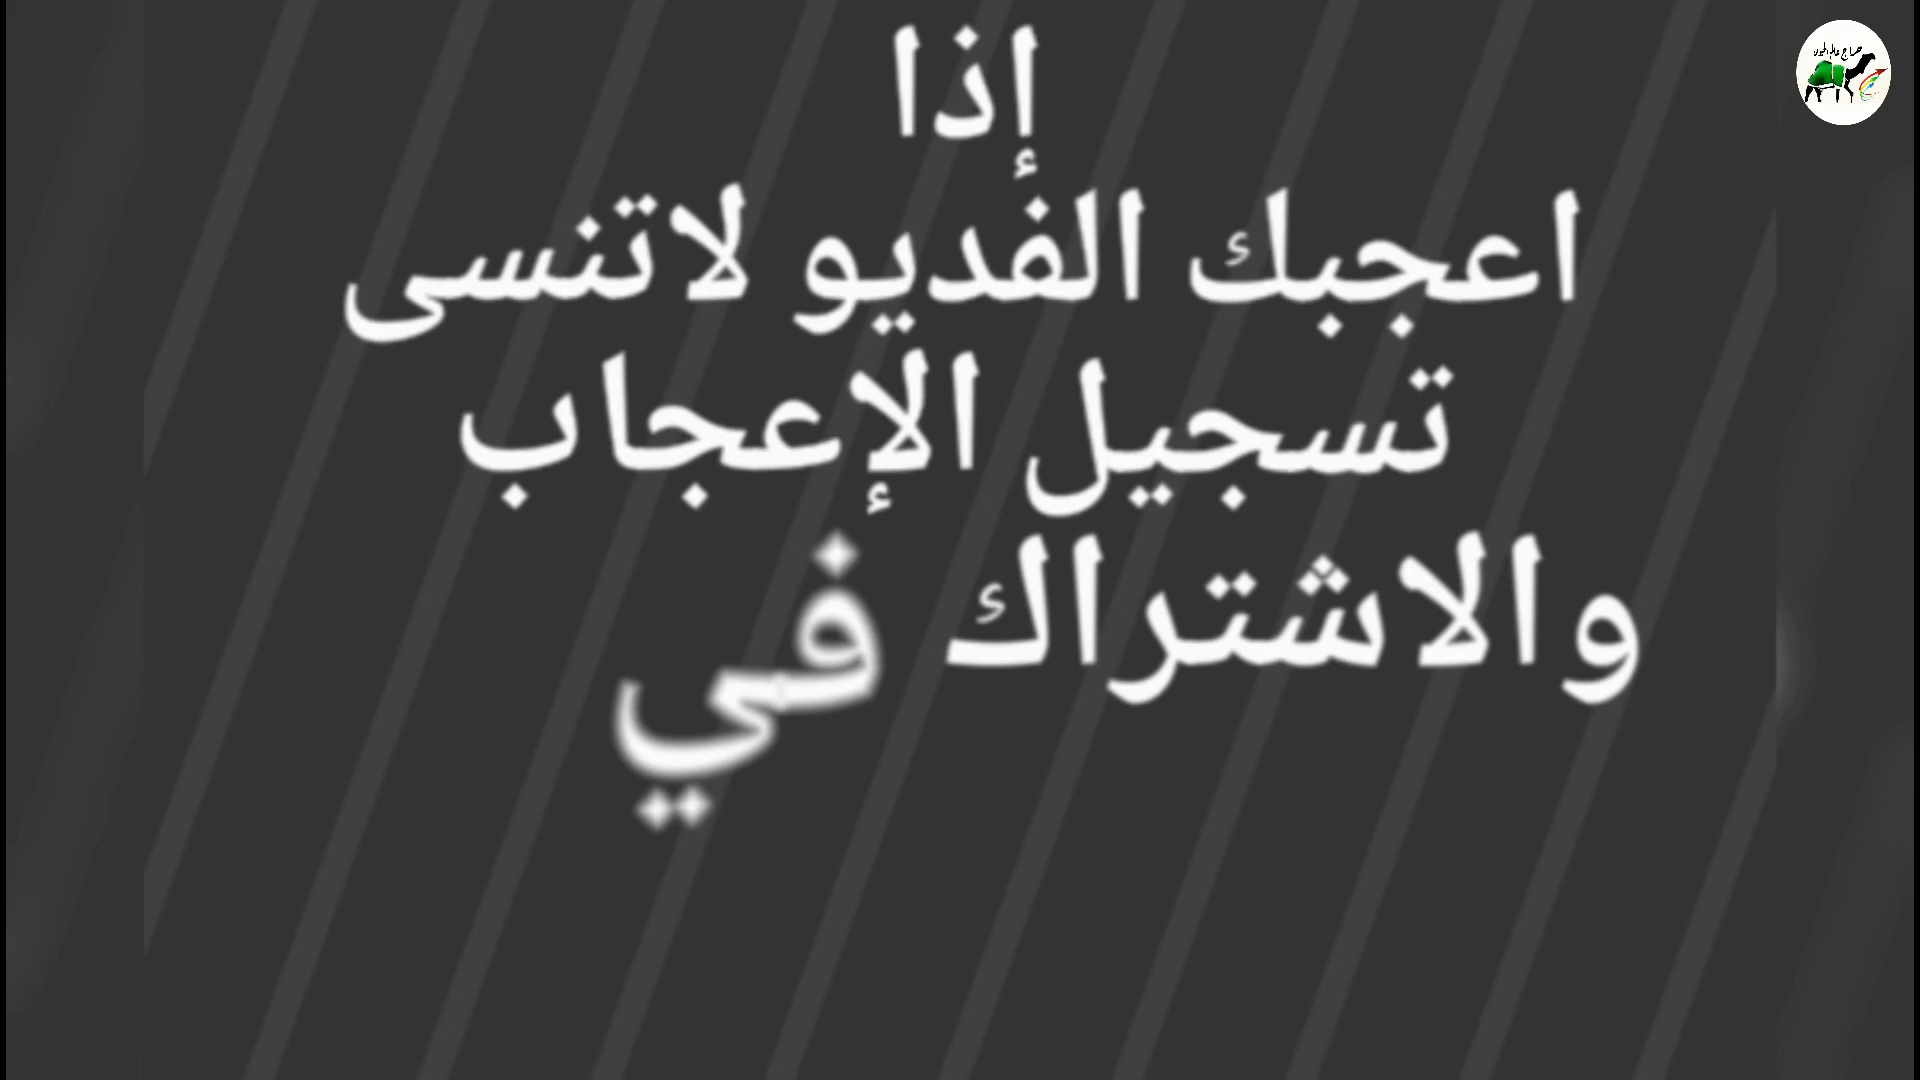 إذا
اعجبك الفديو لاتنسى
تسجيل الإعجاب
والاشتراك في